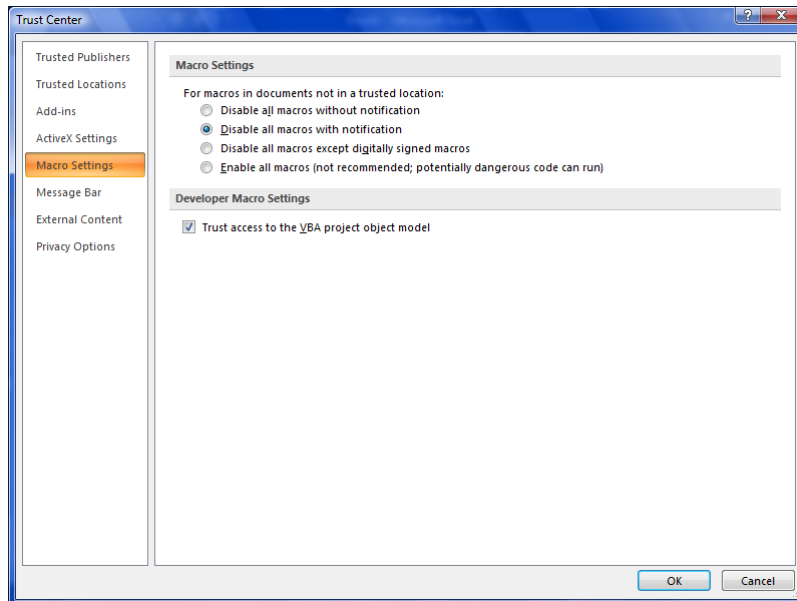 Trust Center
Trusted Publishers
Trusted Locations
Add-ins
ActiveX Settings
Macro Settings
Message Bar
External Content
Privacy Options
Macro Settings
For macros in documents not in a trusted location:
Disable all macros without notification
Disable all macros with notification
Disable all macros except digitally signed macros
Enable all macros (not recommended; potentially dangerous code can run)
Developer Macro Settings
Trust access to the VBA project object model
OK Cancel